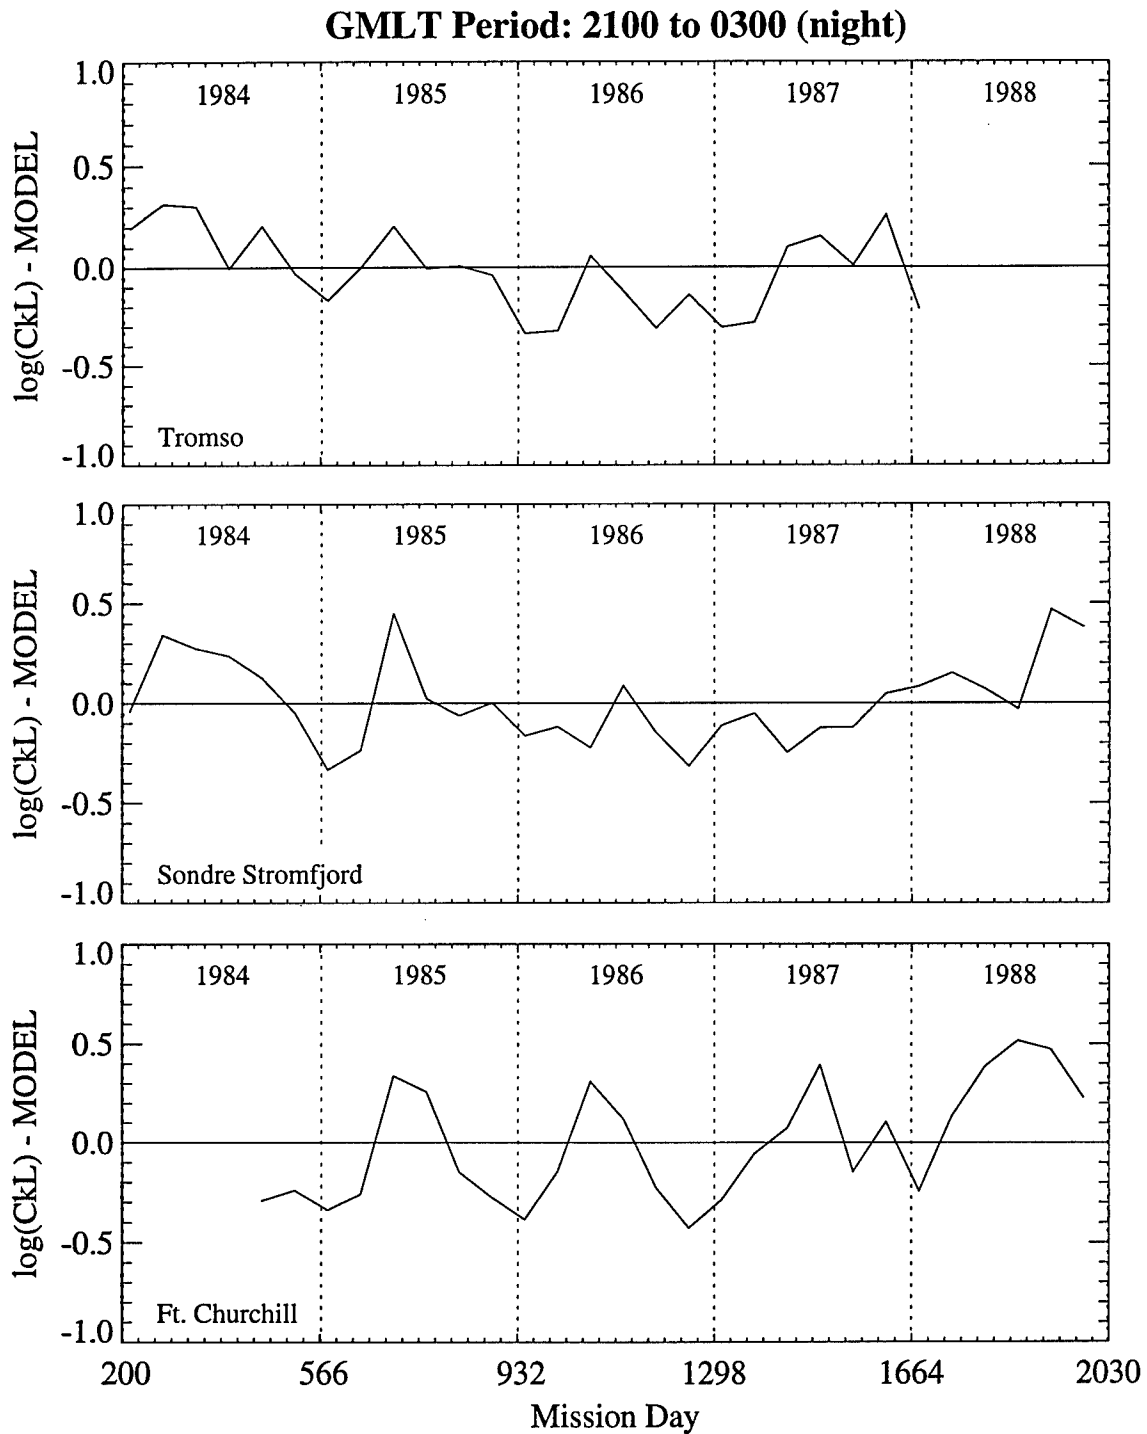 GMLT Period: 2100 to 0300 (night)
1.0
0.5
0.0
-0.5
-1.0
log(CkL) - MODEL
1984 1985 1986 1987 1988
Tromso
1.0
0.5
0.0
-0.5
-1.0
log(CkL) - MODEL
1984 1985 1986 1987 1988
Sondre Stromfjord
1.0
0.5
0.0
-0.5
-1.0
log(CkL) - MODEL
1984 1985 1986 1987 1988
Ft. Churchill
200 566 932 1298 1664 2030
Mission Day